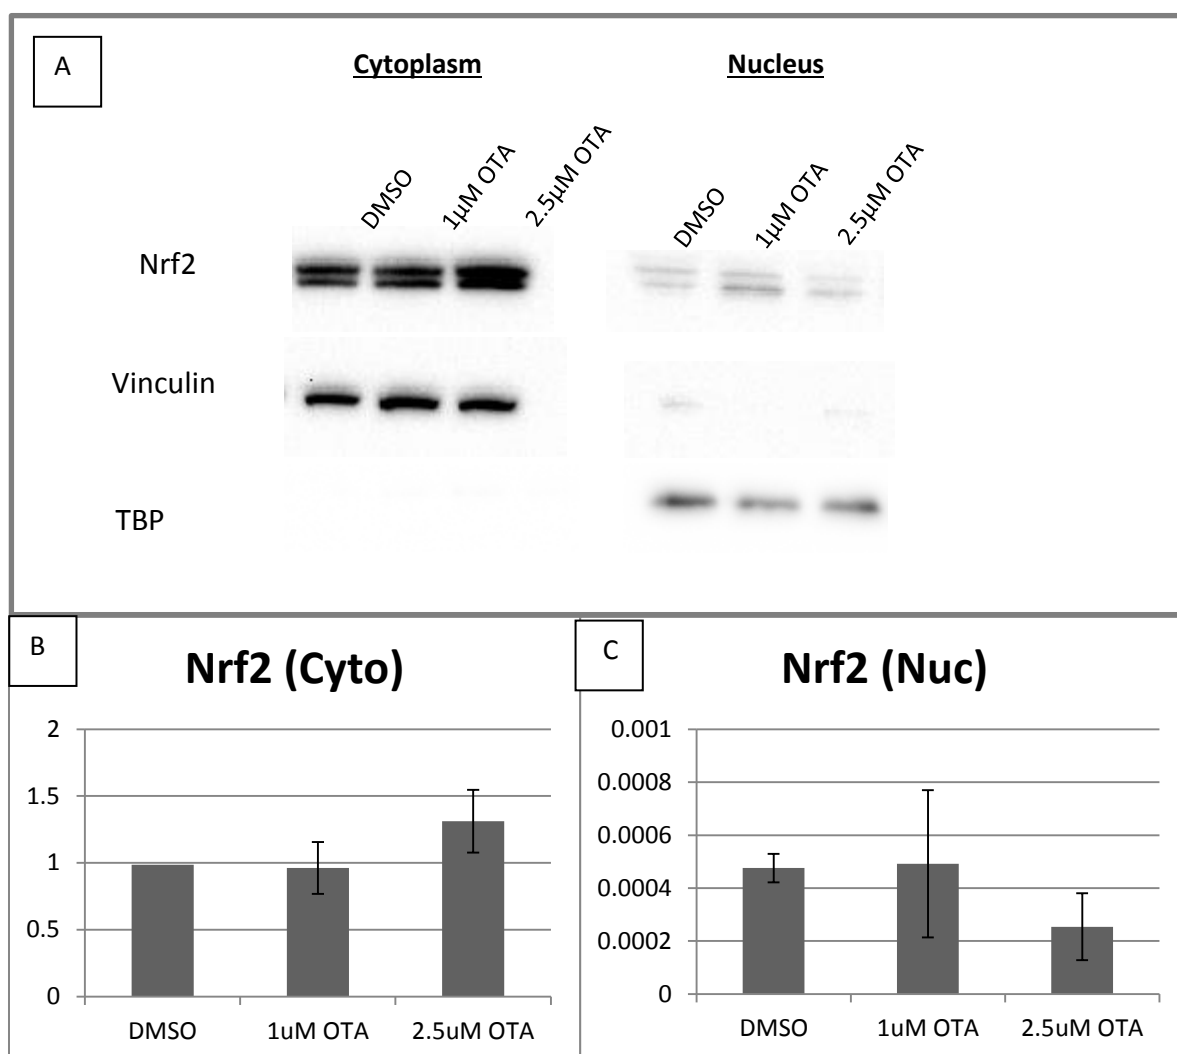 A
Cytoplasm
Nucleus
DMSO
1µM OTA
2.5µM OTA
DMSO
1µM OTA
2.5µM OTA
Nrf2
Vinculin
TBP
B
Nrf2 (Cyto)
2
1.5
1
0.5
0
DMSO
1uM OTA
2.5uM OTA
C
Nrf2 (Nuc)
0.001
0.0008
0.0006
0.0004
0.0002
0
DMSO
1uM OTA
2.5uM OTA